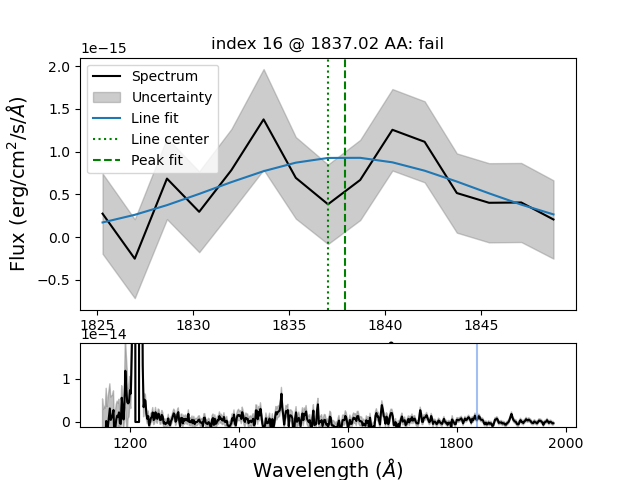 index 16 @ 1837.02 AA: fail
1e−15
2.0
1.5
1.0
0.5
0.0
−0.5
Flux (erg/cm²/s/Å)
Spectrum
Uncertainty
Line fit
Line center
Peak fit
1825 1830 1835 1840 1845
1e−14
1
0
1200 1400 1600 1800 2000
Wavelength (Å)